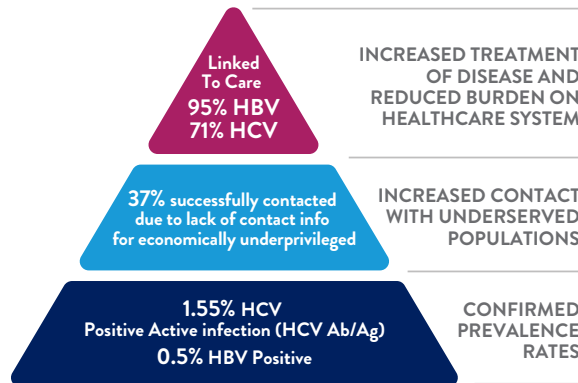 Linked
To Care
95% HBV
71% HCV
INCREASED TREATMENT
OF DISEASE AND
REDUCED BURDEN ON
HEALTHCARE SYSTEM
37% successfully contacted
due to lack of contact info
for economically underprivileged
INCREASED CONTACT
WITH UNDERSERVED
POPULATIONS
1.55% HCV
Positive Active infection (HCV Ab/Ag)
0.5% HBV Positive
CONFIRMED
PREVALENCE
RATES